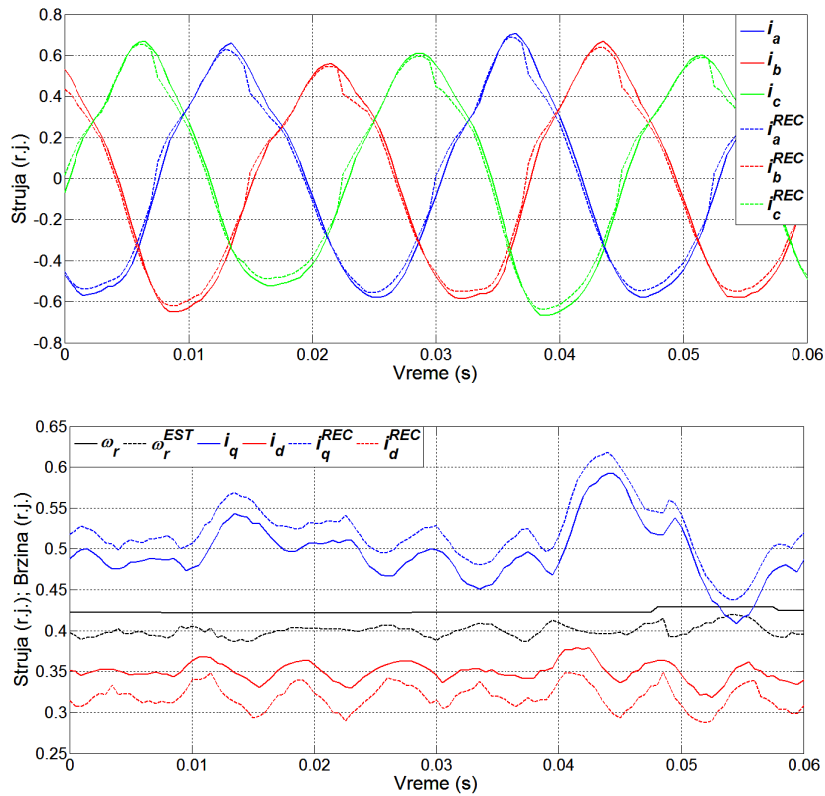 0.8
0.6
0.4
0.2
0
-0.2
-0.4
-0.6
-0.8
Struja (r.j.)
0
0.01
0.02
0.03
0.04
0.05
0.06
Vreme (s)
i_a
i_b
i_c
i_a^REC
i_b^REC
i_c^REC
0.65
0.6
0.55
0.5
0.45
0.4
0.35
0.3
0.25
Struja (r.j.); Brzina (r.j.)
ω_r ω_r^EST i_q i_d i_q^REC i_d^REC
0
0.01
0.02
0.03
0.04
0.05
0.06
Vreme (s)